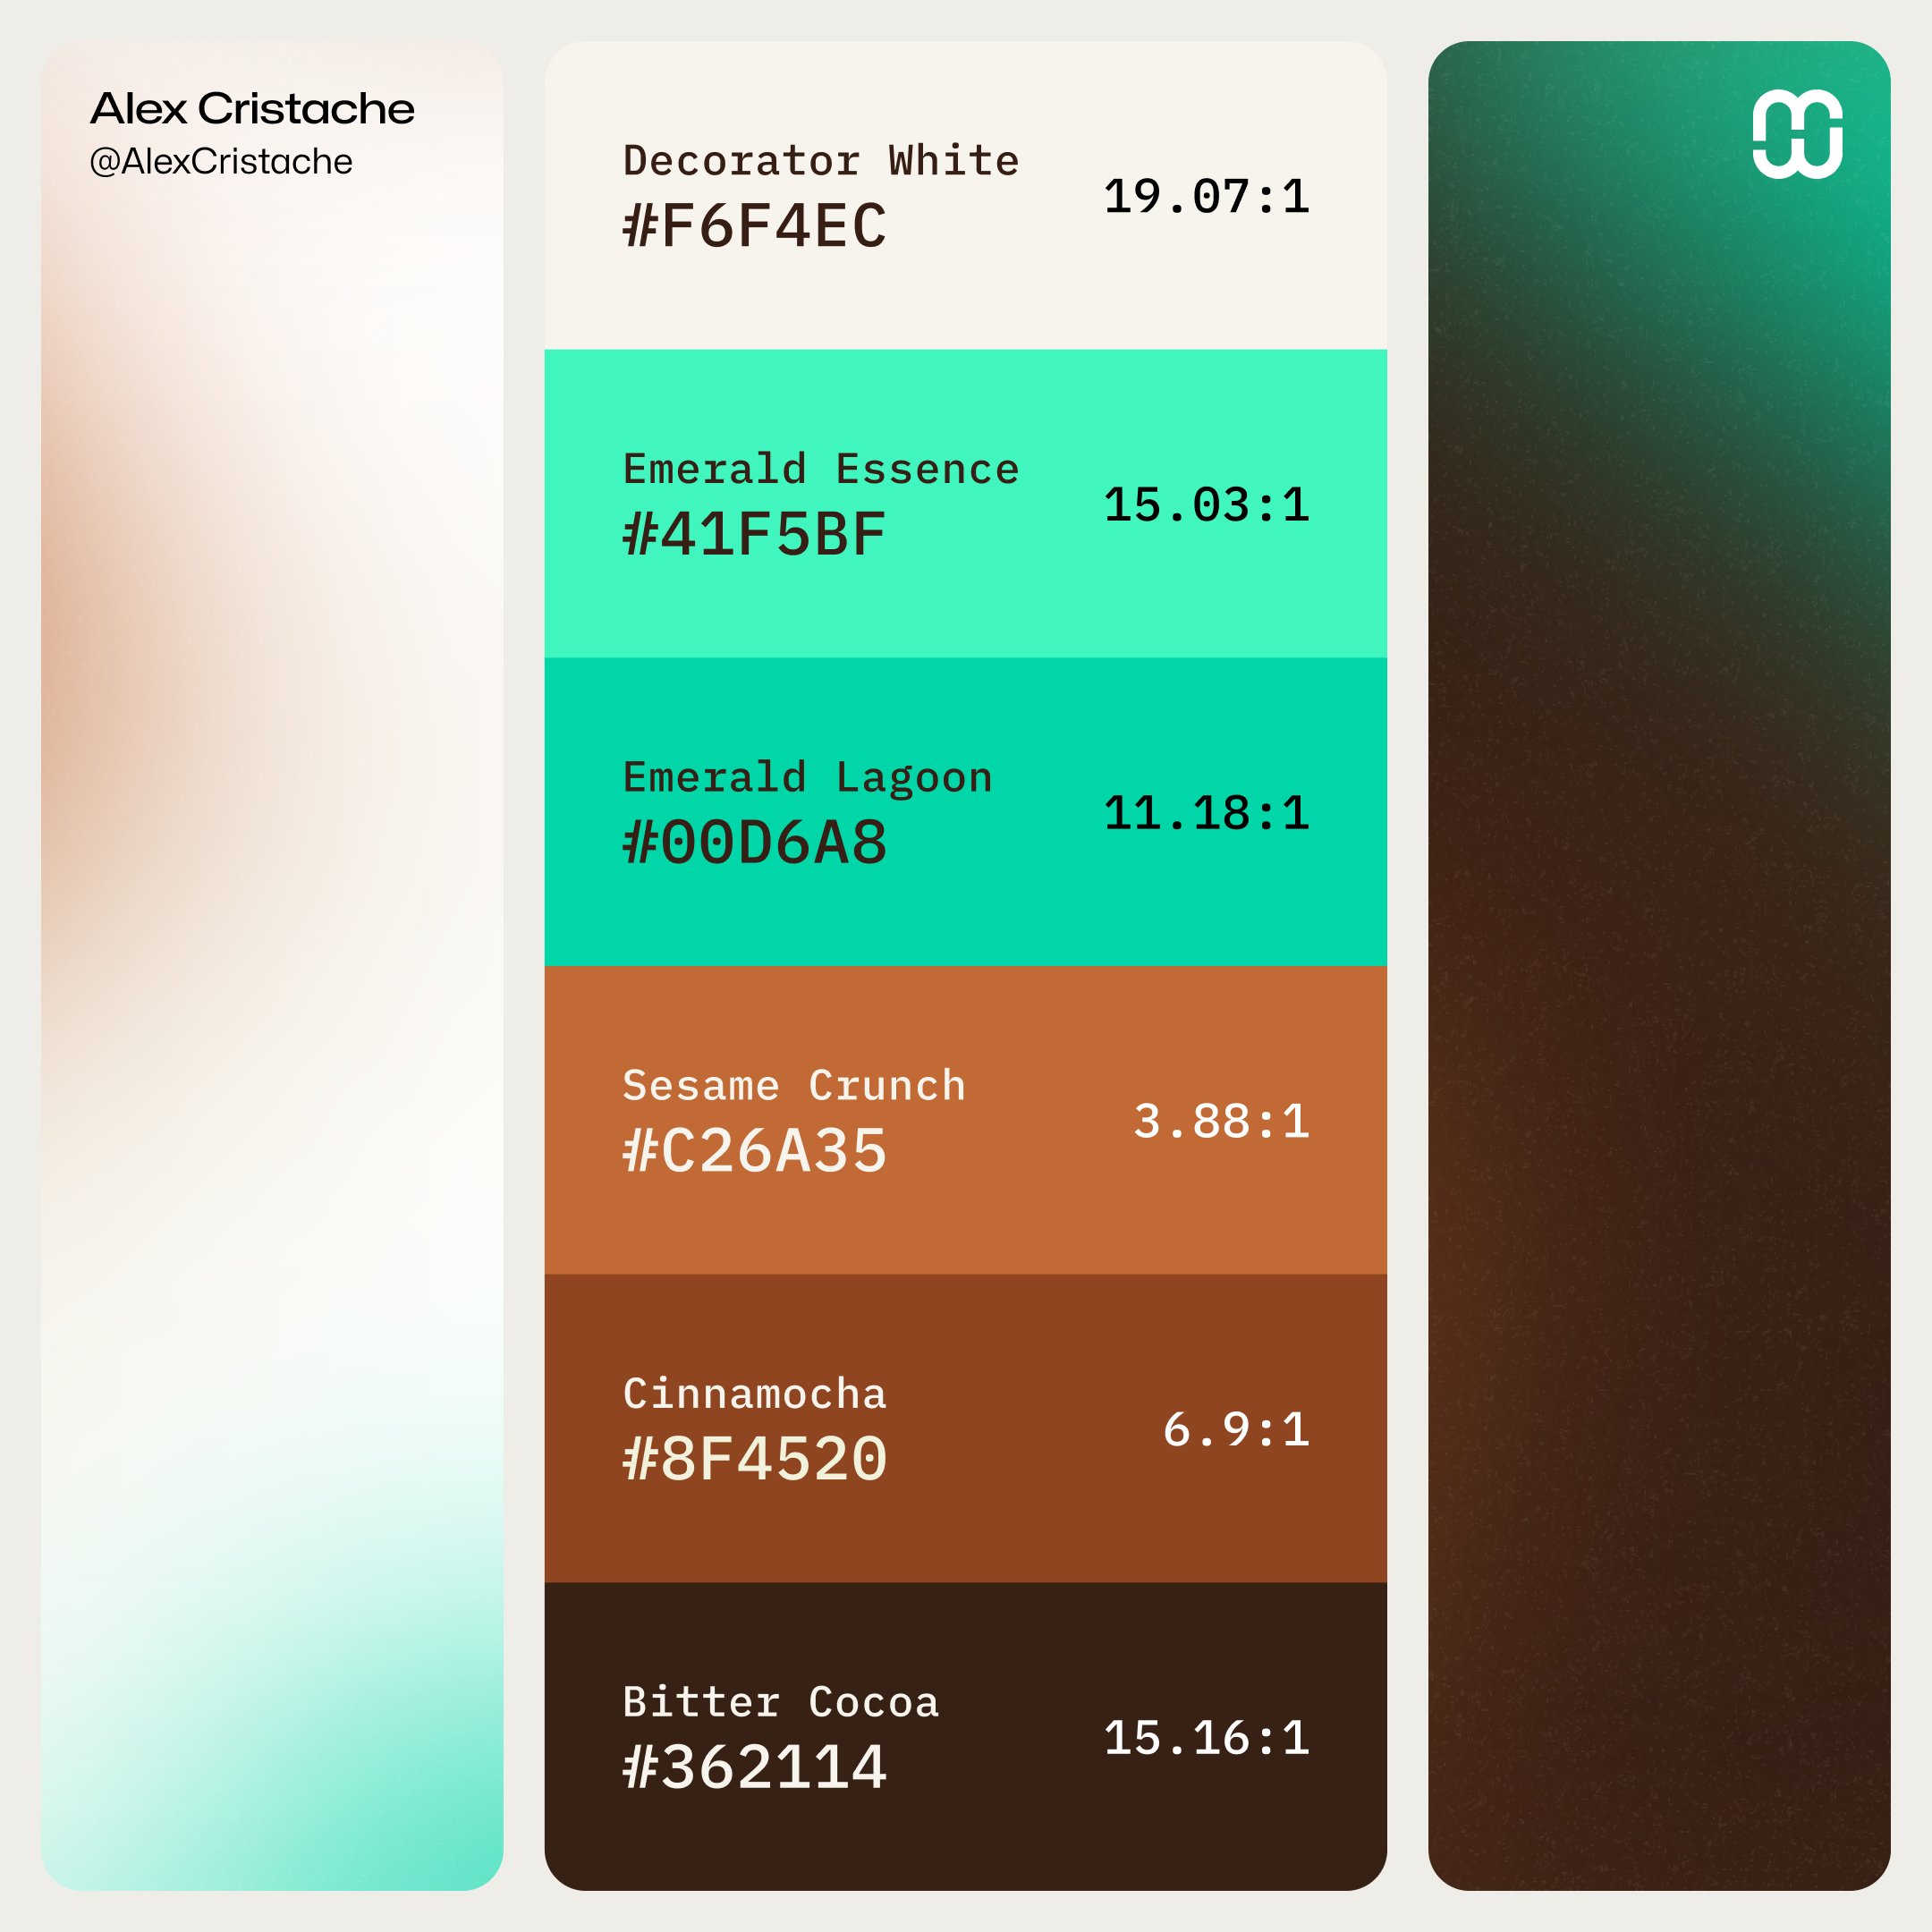 Alex Cristache
@AlexCristache
Decorator White
#F6F4EC
19.07:1
Emerald Essence
#41F5BF
15.03:1
Emerald Lagoon
#00D6A8
11.18:1
Sesame Crunch
#C26A35
3.88:1
Cinnamocha
#8F4520
6.9:1
Bitter Cocoa
#362114
15.16:1